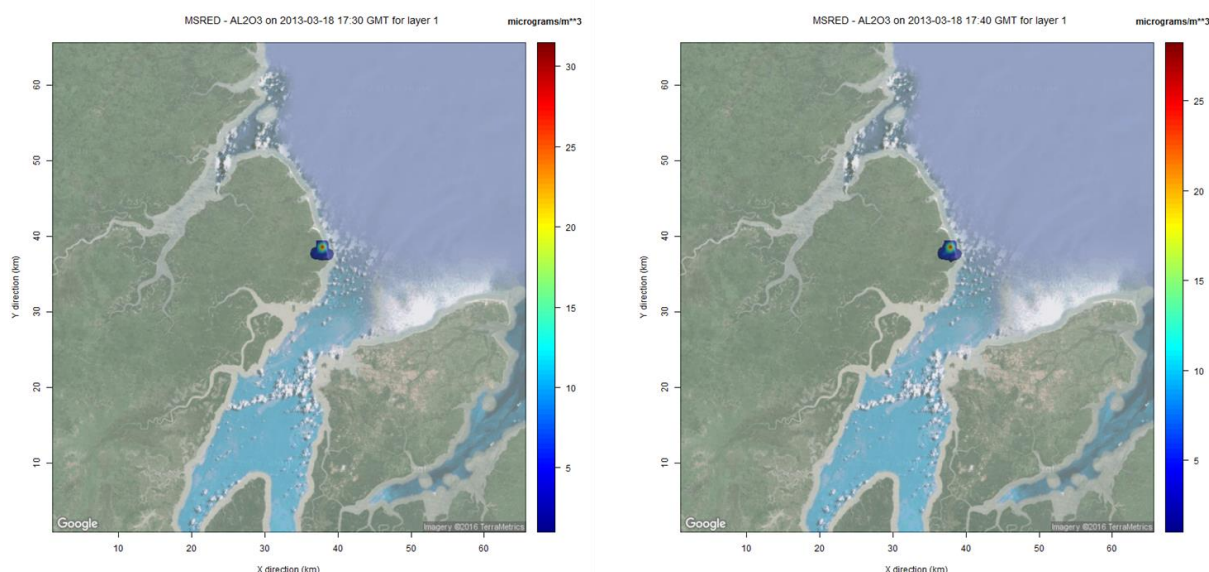 MSRED - AL2O3 on 2013-03-18 17:30 GMT for layer 1
micrograms/m**3
60
50
40
30
20
10
Y direction (km)
30
25
20
15
10
5
Google
Imagery ©2016 TerraMetrics
10 20 30 40 50 60
X direction (km)
MSRED - AL2O3 on 2013-03-18 17:40 GMT for layer 1
micrograms/m**3
60
50
40
30
20
10
Y direction (km)
25
20
15
10
5
Google
Imagery ©2016 TerraMetrics
10 20 30 40 50 60
X direction (km)